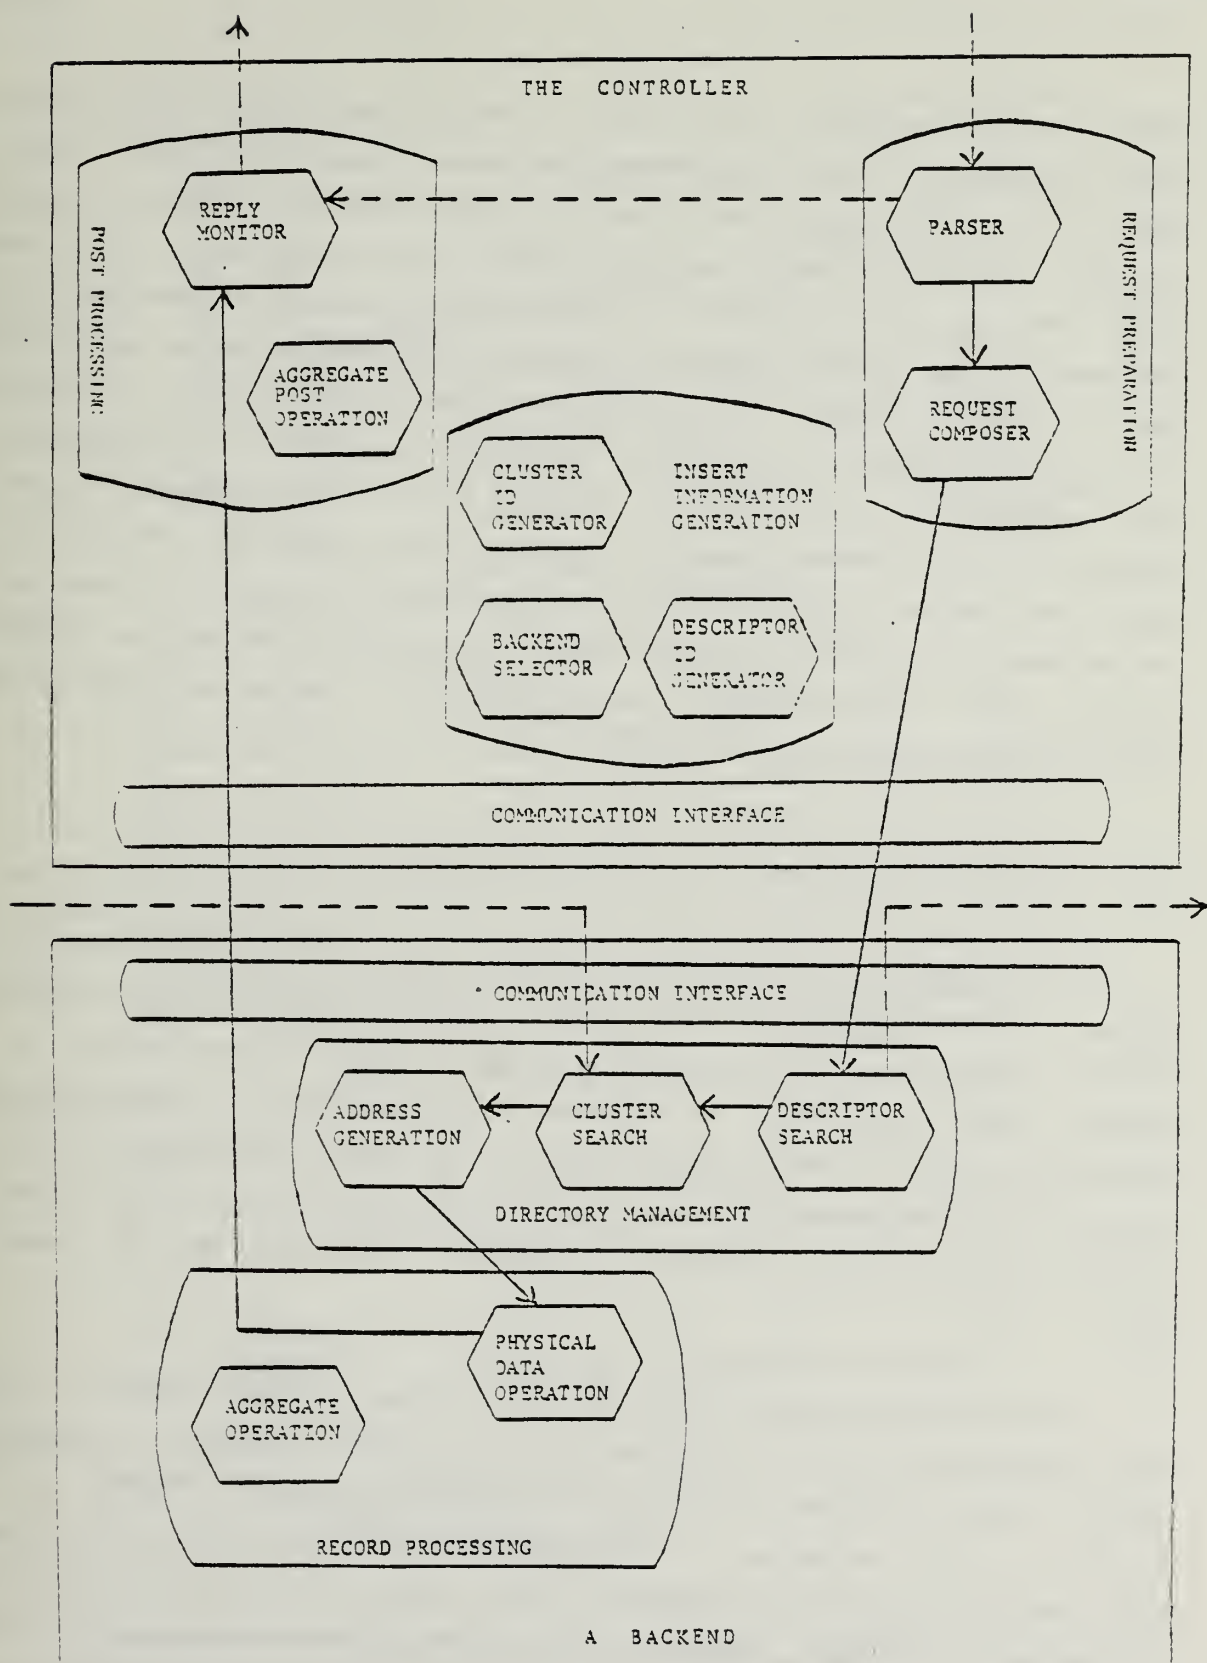 THE CONTROLLER
POST PROCESSING
REPLY
MONITOR
AGGREGATE
POST
OPERATION
PARSER
REQUEST
COMPOSER
REQUEST PREPARATION
CLUSTER
ID
GENERATOR
INSERT
INFORMATION
GENERATION
BACKEND
SELECTOR
DESCRIPTOR
ID
GENERATOR
COMMUNICATION INTERFACE
COMMUNICATION INTERFACE
ADDRESS
GENERATION
CLUSTER
SEARCH
DESCRIPTOR
SEARCH
DIRECTORY MANAGEMENT
PHYSICAL
DATA
OPERATION
AGGREGATE
OPERATION
RECORD PROCESSING
A BACKEND